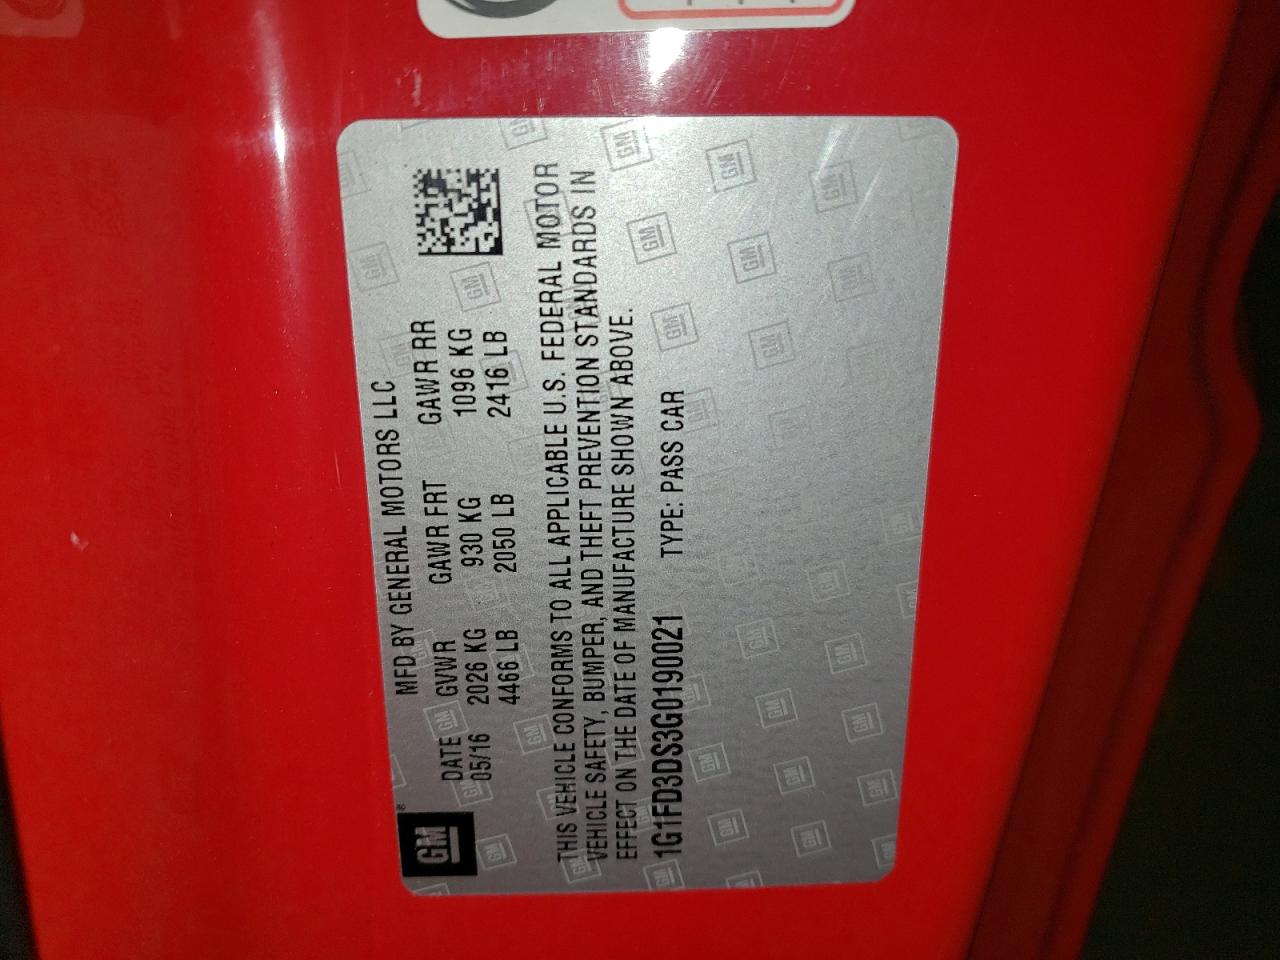 GM
MFD BY GENERAL MOTORS LLC
DATE GVWR GAWR FRT GAWR RR
05/16 2026 KG 930 KG 1096 KG
4466 LB 2050 LB 2416 LB
THIS VEHICLE CONFORMS TO ALL APPLICABLE U.S. FEDERAL MOTOR
VEHICLE SAFETY, BUMPER, AND THEFT PREVENTION STANDARDS IN
EFFECT ON THE DATE OF MANUFACTURE SHOWN ABOVE.
1G1FD3DS3G0190021 TYPE: PASS CAR